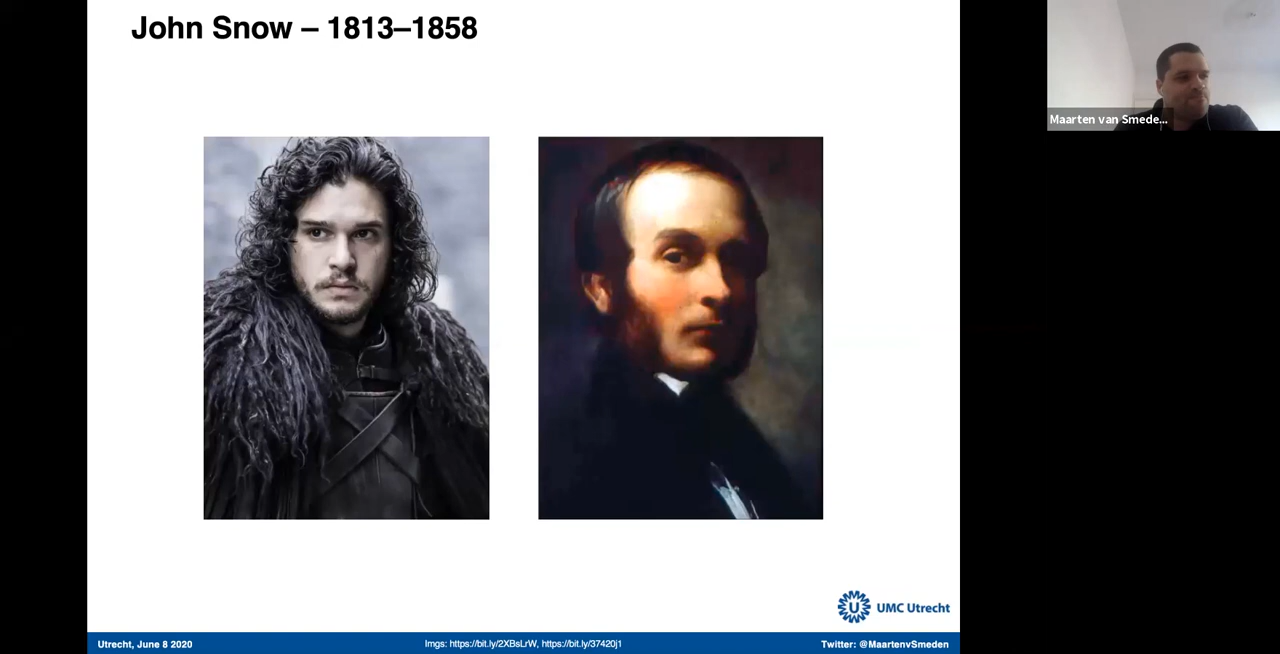 John Snow – 1813–1858
Maarten van Smede...
U
UMC Utrecht
Utrecht, June 8 2020
Imgs: https://bit.ly/2XBsLrW, https://bit.ly/37420j1
Twitter: @MaartenvSmeden